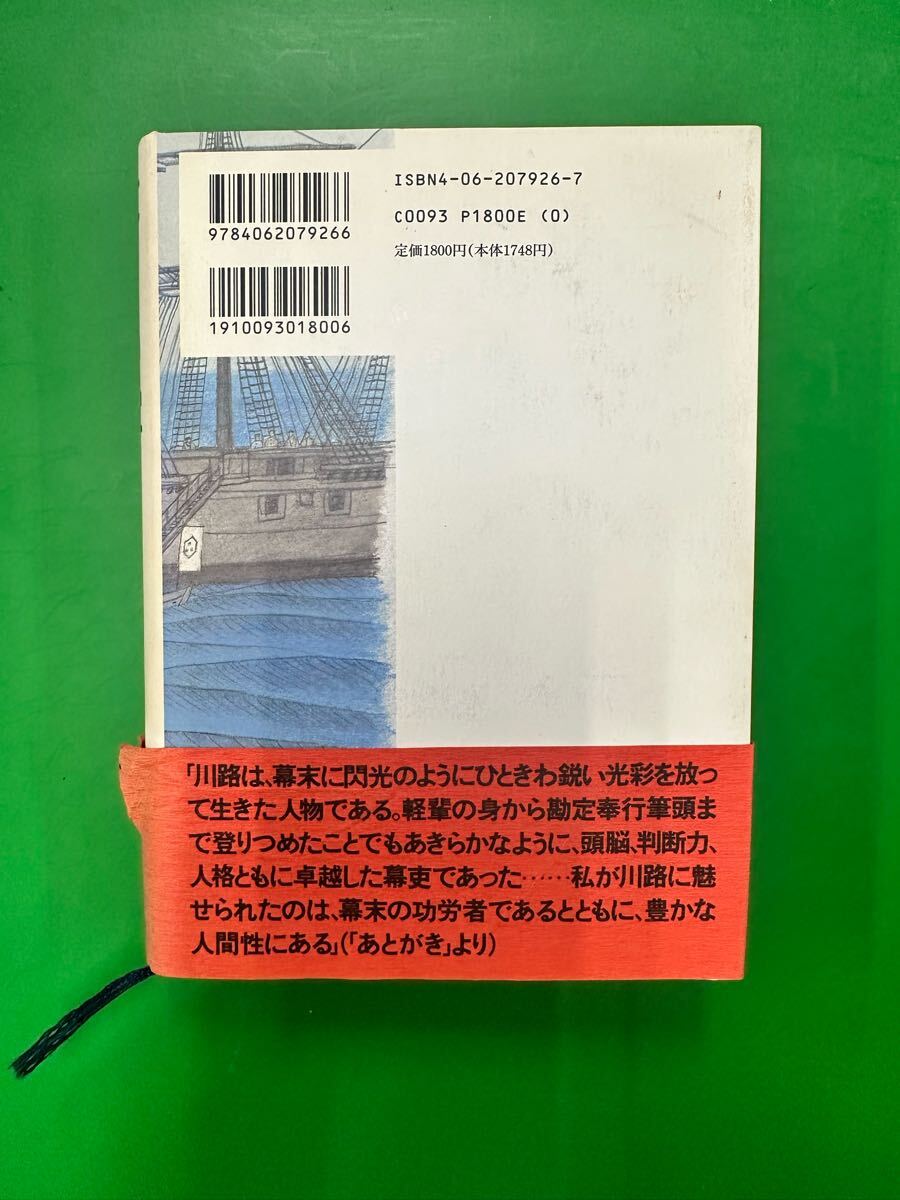 9784062079266
1910093018006
ISBN4-06-207926-7
C0093 P1800E (0)
定価1800円(本体1748円)
「川路は、幕末に閃光のようにひときわ鋭い光彩を放っ
て生きた人物である。軽輩の身から勘定奉行筆頭ま
で登りつめたことでもあきらかなように、頭脳、判断力、
人格ともに卓越した幕吏であった……私が川路に魅
せられたのは、幕末の功労者であるとともに、豊かな
人間性にある」(「あとがき」より)